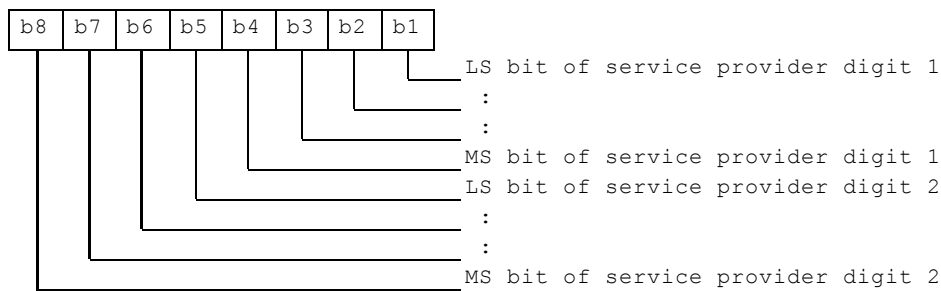 b8 b7 b6 b5 b4 b3 b2 b1
LS bit of service provider digit 1
:
:
MS bit of service provider digit 1
LS bit of service provider digit 2
:
:
MS bit of service provider digit 2